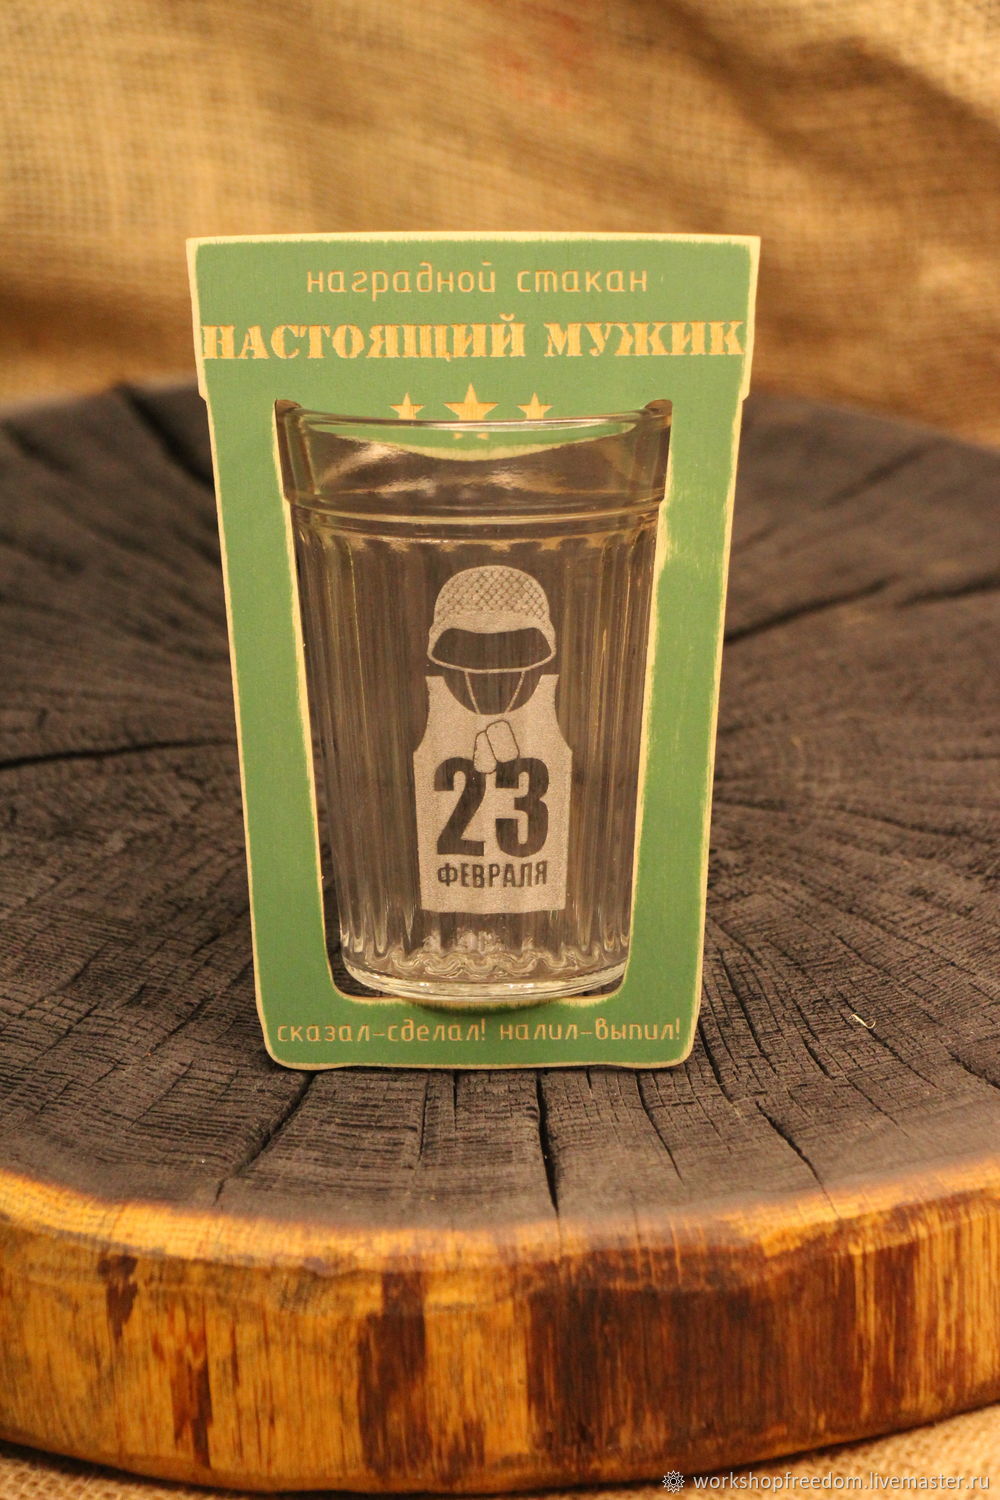 наградной стакан
НАСТОЯЩИЙ МУЖИК
23
ФЕВРАЛЯ
сказал-сделал! налил-выпил!
workshopfreedom.livemaster.ru